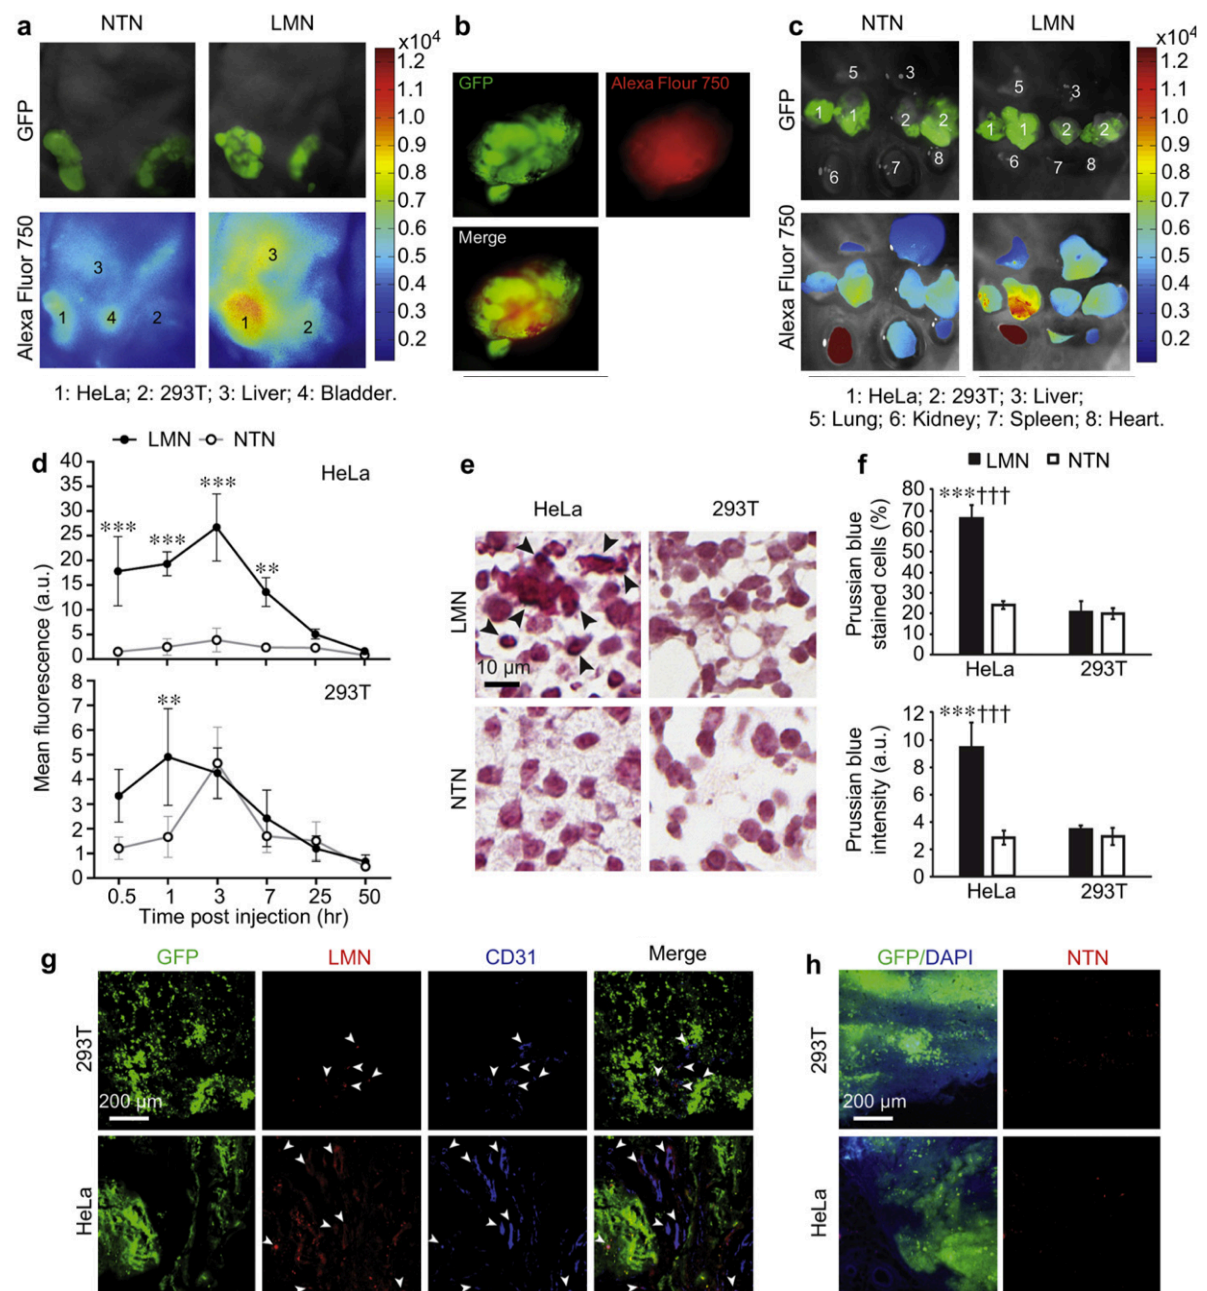 a
NTN
LMN
x10⁴
GFP
Alexa Fluor 750
3
1
4
2
3
1
2
1.2
1.1
1
0.9
0.8
0.7
0.6
0.5
0.4
0.3
0.2
1: HeLa; 2: 293T; 3: Liver; 4: Bladder.
b
GFP
Alexa Flour 750
Merge
c
NTN
LMN
x10⁴
GFP
Alexa Fluor 750
5
3
1
1
2
2
6
7
8
5
3
1
1
2
2
6
7
8
1.2
1.1
1
0.9
0.8
0.7
0.6
0.5
0.4
0.3
0.2
1: HeLa; 2: 293T; 3: Liver;
5: Lung; 6: Kidney; 7: Spleen; 8: Heart.
d
LMN NTN
HeLa
40
35
30
25
20
15
10
5
0
***
***
***
**
293T
8
7
6
5
4
3
2
1
0
**
Mean fluorescence (a.u.)
0.5 1 3 7 25 50
Time post injection (hr)
e
HeLa
293T
LMN
NTN
10 µm
f
LMN NTN
Prussian blue
stained cells (%)
80
70
60
50
40
30
20
10
0
***†††
HeLa 293T
Prussian blue
intensity (a.u.)
12
10
8
6
4
2
0
***†††
HeLa 293T
g
GFP
LMN
CD31
Merge
293T
200 µm
HeLa
h
GFP/DAPI
NTN
293T
200 µm
HeLa